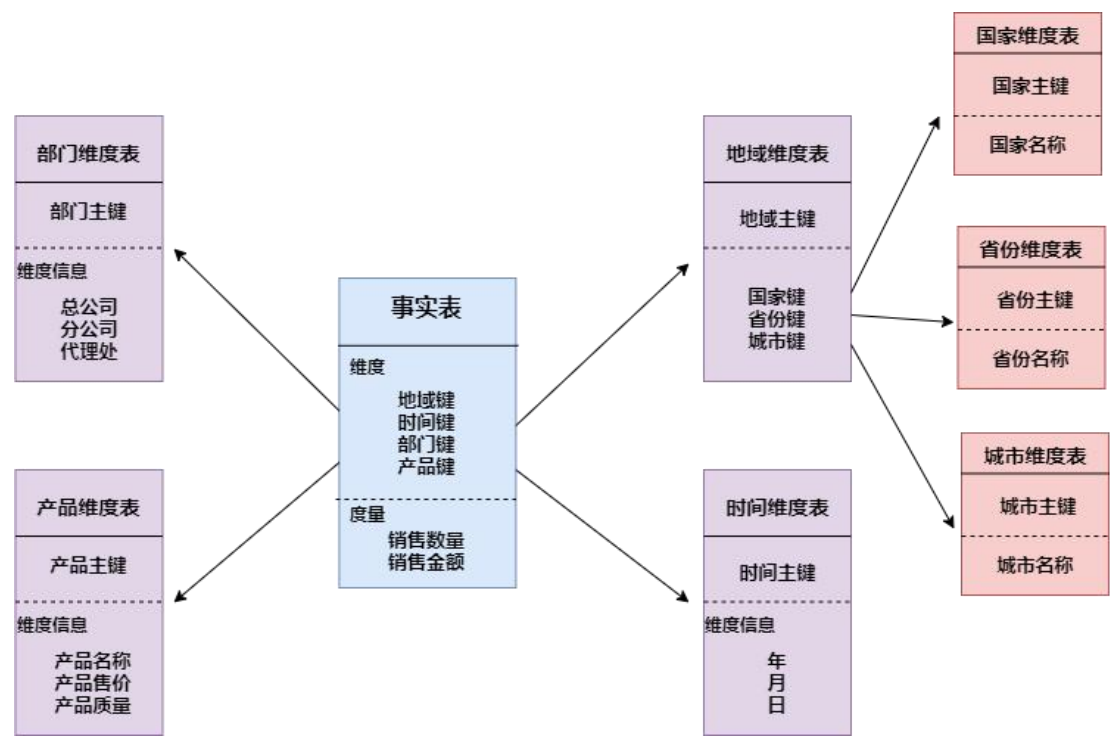 部门维度表
部门主键
维度信息
总公司
分公司
代理处
产品维度表
产品主键
维度信息
产品名称
产品售价
产品质量
事实表
维度
地域键
时间键
部门键
产品键
度量
销售数量
销售金额
地域维度表
地域主键
国家键
省份键
城市键
时间维度表
时间主键
维度信息
年
月
日
国家维度表
国家主键
国家名称
省份维度表
省份主键
省份名称
城市维度表
城市主键
城市名称